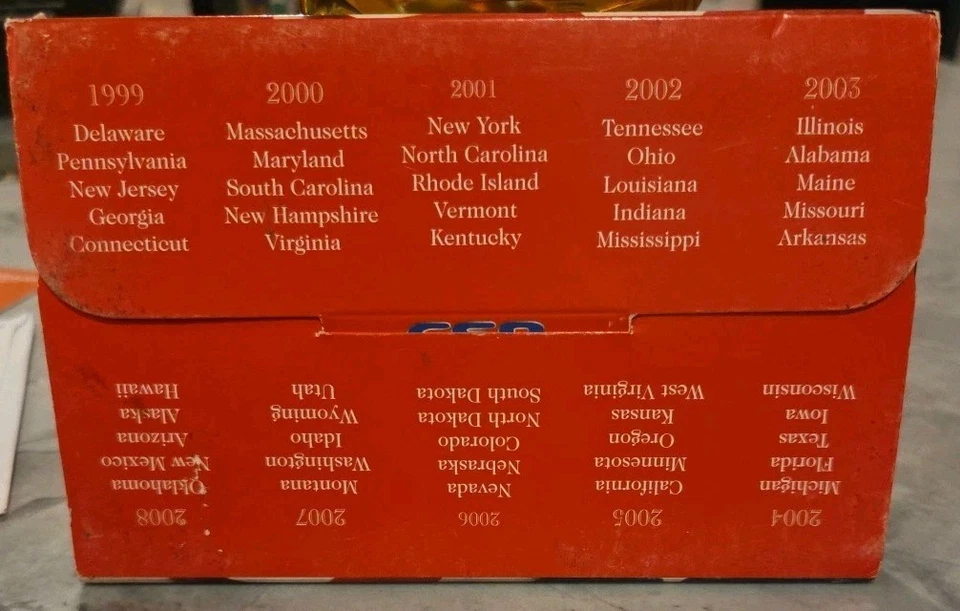 1999
Delaware
Pennsylvania
New Jersey
Georgia
Connecticut
2000
Massachusetts
Maryland
South Carolina
New Hampshire
Virginia
2001
New York
North Carolina
Rhode Island
Vermont
Kentucky
2002
Tennessee
Ohio
Louisiana
Indiana
Mississippi
2003
Illinois
Alabama
Maine
Missouri
Arkansas
2004
Michigan
Florida
Texas
Iowa
Wisconsin
2005
California
Minnesota
Oregon
Kansas
West Virginia
2006
Nevada
Nebraska
Colorado
North Dakota
South Dakota
2007
Montana
Washington
Idaho
Wyoming
Utah
2008
Oklahoma
New Mexico
Arizona
Alaska
Hawaii